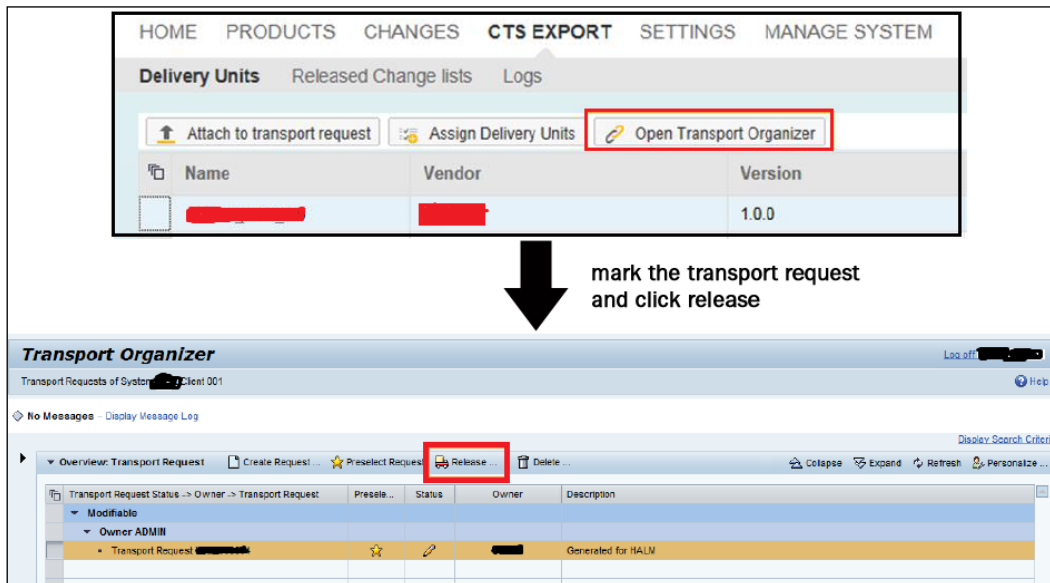 HOME PRODUCTS CHANGES CTS EXPORT SETTINGS MANAGE SYSTEM
Delivery Units Released Change lists Logs
Attach to transport request Assign Delivery Units Open Transport Organizer
Name Vendor Version
1.0.0
mark the transport request
and click release
Transport Organizer
Log off
Transport Requests of System Client 001
Help
No Messages - Display Message Log
Display Search Criteri
Overview: Transport Request Create Request ... Preselect Request Release ... Delete ... Collapse Expand Refresh Personalize ...
Transport Request Status -> Owner -> Transport Request Presele... Status Owner Description
Modifiable
Owner ADMIN
Transport Request Generated for HALM